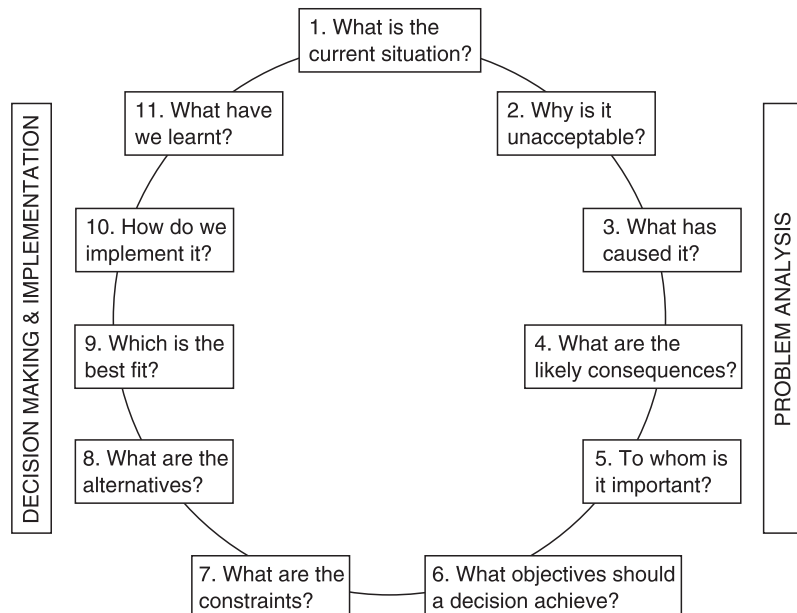 1. What is the
current situation?
2. Why is it
unacceptable?
3. What has
caused it?
4. What are the
likely consequences?
5. To whom is
it important?
6. What objectives should
a decision achieve?
7. What are the
constraints?
8. What are the
alternatives?
9. Which is the
best fit?
10. How do we
implement it?
11. What have
we learnt?
DECISION MAKING & IMPLEMENTATION
PROBLEM ANALYSIS